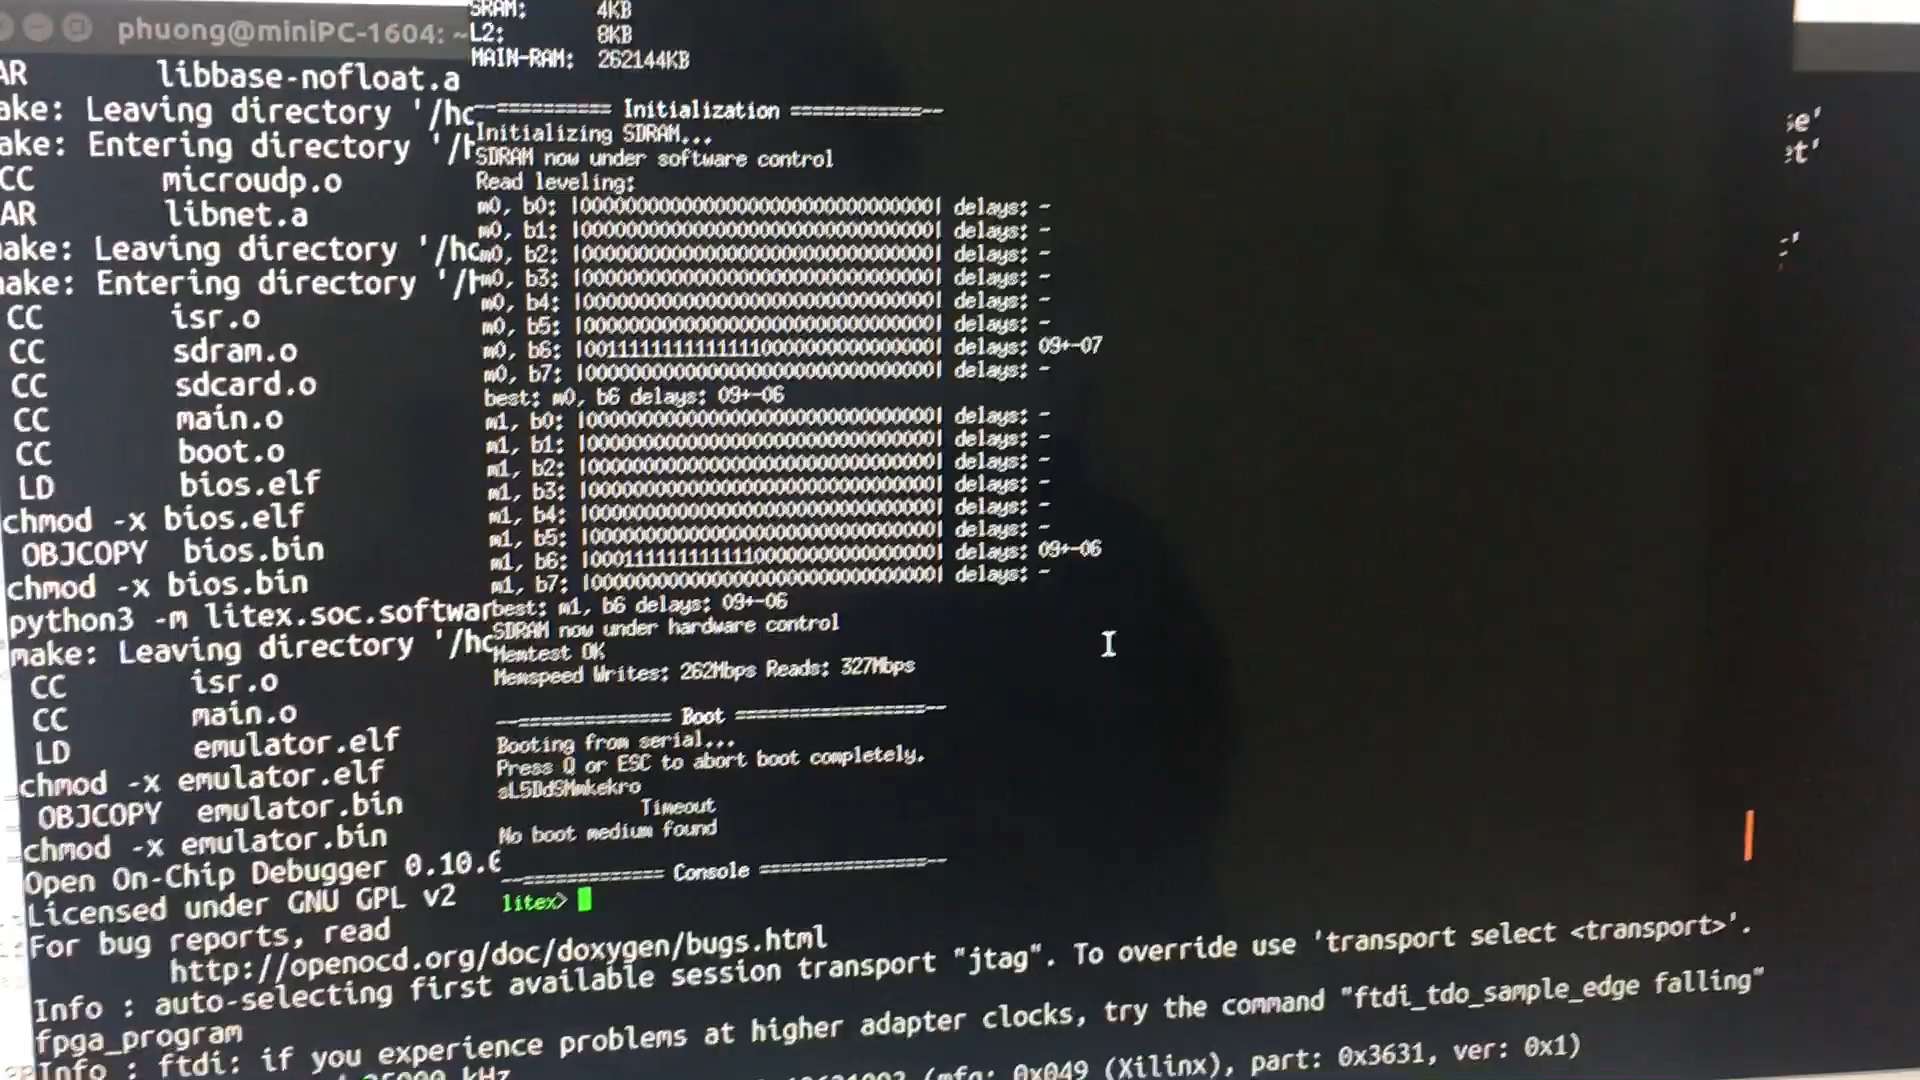 phuong@miniPC-1604: ~
AR libbase-nofloat.a
ake: Leaving directory '/hc
ake: Entering directory '/h
CC microudp.o
AR libnet.a
ake: Leaving directory '/hc
ake: Entering directory '/h
CC isr.o
CC sdram.o
CC sdcard.o
CC main.o
CC boot.o
LD bios.elf
chmod -x bios.elf
OBJCOPY bios.bin
chmod -x bios.bin
python3 -m litex.soc.softwar
make: Leaving directory '/hc
CC isr.o
CC main.o
LD emulator.elf
chmod -x emulator.elf
OBJCOPY emulator.bin
chmod -x emulator.bin
Open On-Chip Debugger 0.10.0
Licensed under GNU GPL v2
For bug reports, read
http://openocd.org/doc/doxygen/bugs.html
Info : auto-selecting first available session transport "jtag". To override use 'transport select <transport>'.
fpga_program
Info : ftdi: if you experience problems at higher adapter clocks, try the command "ftdi_tdo_sample_edge falling"
kHz
(mfg: 0x049 (Xilinx), part: 0x3631, ver: 0x1)
SRAM: 4KB
L2: 8KB
MAIN-RAM: 262144KB
--========== Initialization ============--
Initializing SDRAM...
SDRAM now under software control
Read leveling:
m0, b0: |00000000000000000000000000000000| delays: -
m0, b1: |00000000000000000000000000000000| delays: -
m0, b2: |00000000000000000000000000000000| delays: -
m0, b3: |00000000000000000000000000000000| delays: -
m0, b4: |00000000000000000000000000000000| delays: -
m0, b5: |00000000000000000000000000000000| delays: -
m0, b6: |00111111111111111000000000000000| delays: 09+-07
m0, b7: |00000000000000000000000000000000| delays: -
best: m0, b6 delays: 09+-06
m1, b0: |00000000000000000000000000000000| delays: -
m1, b1: |00000000000000000000000000000000| delays: -
m1, b2: |00000000000000000000000000000000| delays: -
m1, b3: |00000000000000000000000000000000| delays: -
m1, b4: |00000000000000000000000000000000| delays: -
m1, b5: |00000000000000000000000000000000| delays: -
m1, b6: |00011111111111110000000000000000| delays: 09+-06
m1, b7: |00000000000000000000000000000000| delays: -
best: m1, b6 delays: 09+-06
SDRAM now under hardware control
Memtest OK
Memspeed Writes: 262Mbps Reads: 327Mbps
--============== Boot ==================--
Booting from serial...
Press Q or ESC to abort boot completely.
sL5DdSMmkekro
Timeout
No boot medium found
--============= Console ================--
litex>